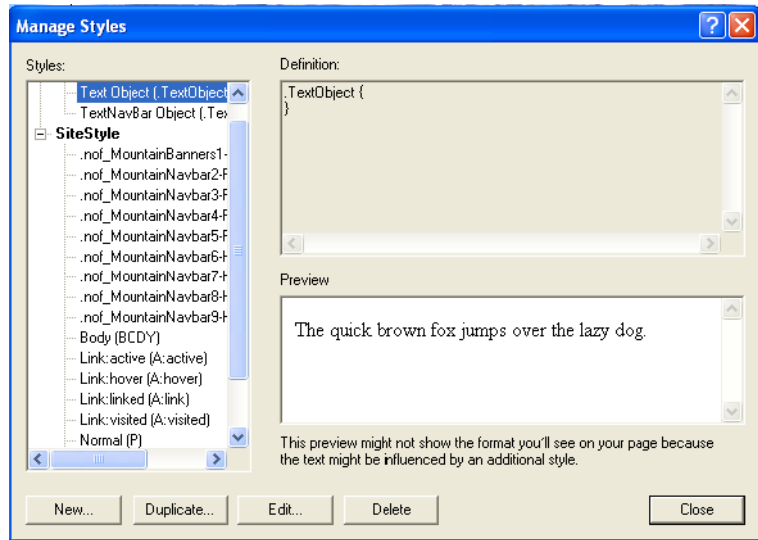 Manage Styles
Styles:
Definition:
Text Object (.TextObject
TextNavBar Object (.Tex
SiteStyle
.nof_MountainBanners1-
.nof_MountainNavbar2-F
.nof_MountainNavbar3-F
.nof_MountainNavbar4-F
.nof_MountainNavbar5-F
.nof_MountainNavbar6-H
.nof_MountainNavbar7-H
.nof_MountainNavbar8-H
.nof_MountainNavbar9-H
Body (BODY)
Link:active (A:active)
Link:hover (A:hover)
Link:linked (A:link)
Link:visited (A:visited)
Normal (P)
.TextObject {
}
Preview
The quick brown fox jumps over the lazy dog.
This preview might not show the format you'll see on your page because
the text might be influenced by an additional style.
New...
Duplicate...
Edit...
Delete
Close